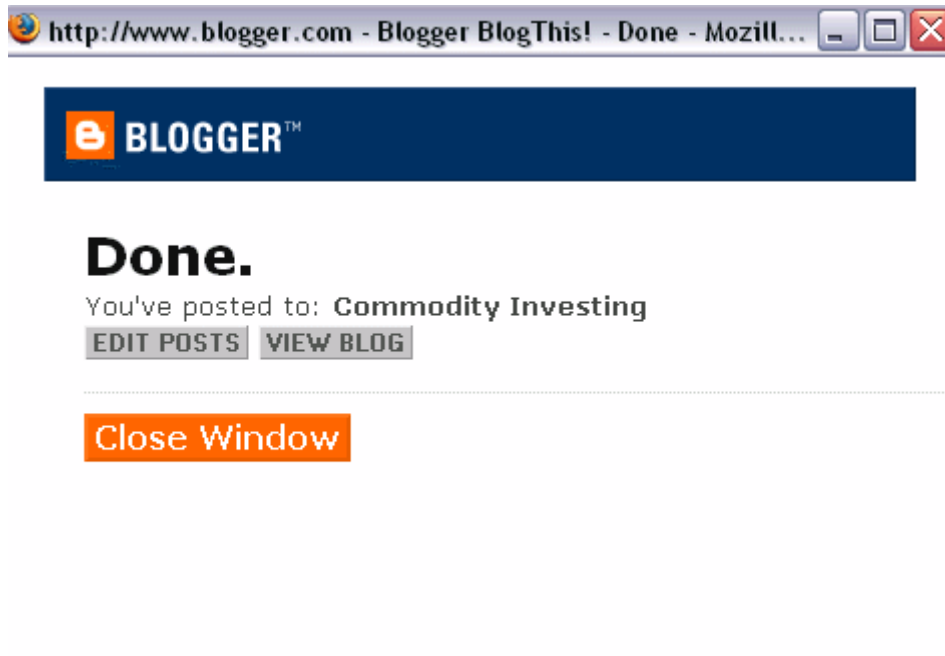 http://www.blogger.com - Blogger BlogThis! - Done - Mozill...
BLOGGER™
Done.
You've posted to: Commodity Investing
EDIT POSTS VIEW BLOG
Close Window